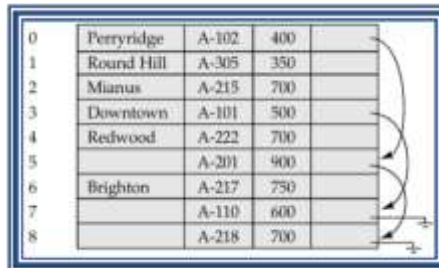 0 Perryridge A-102 400
1 Round Hill A-305 350
2 Mianus A-215 700
3 Downtown A-101 500
4 Redwood A-222 700
5 A-201 900
6 Brighton A-217 750
7 A-110 600
8 A-218 700